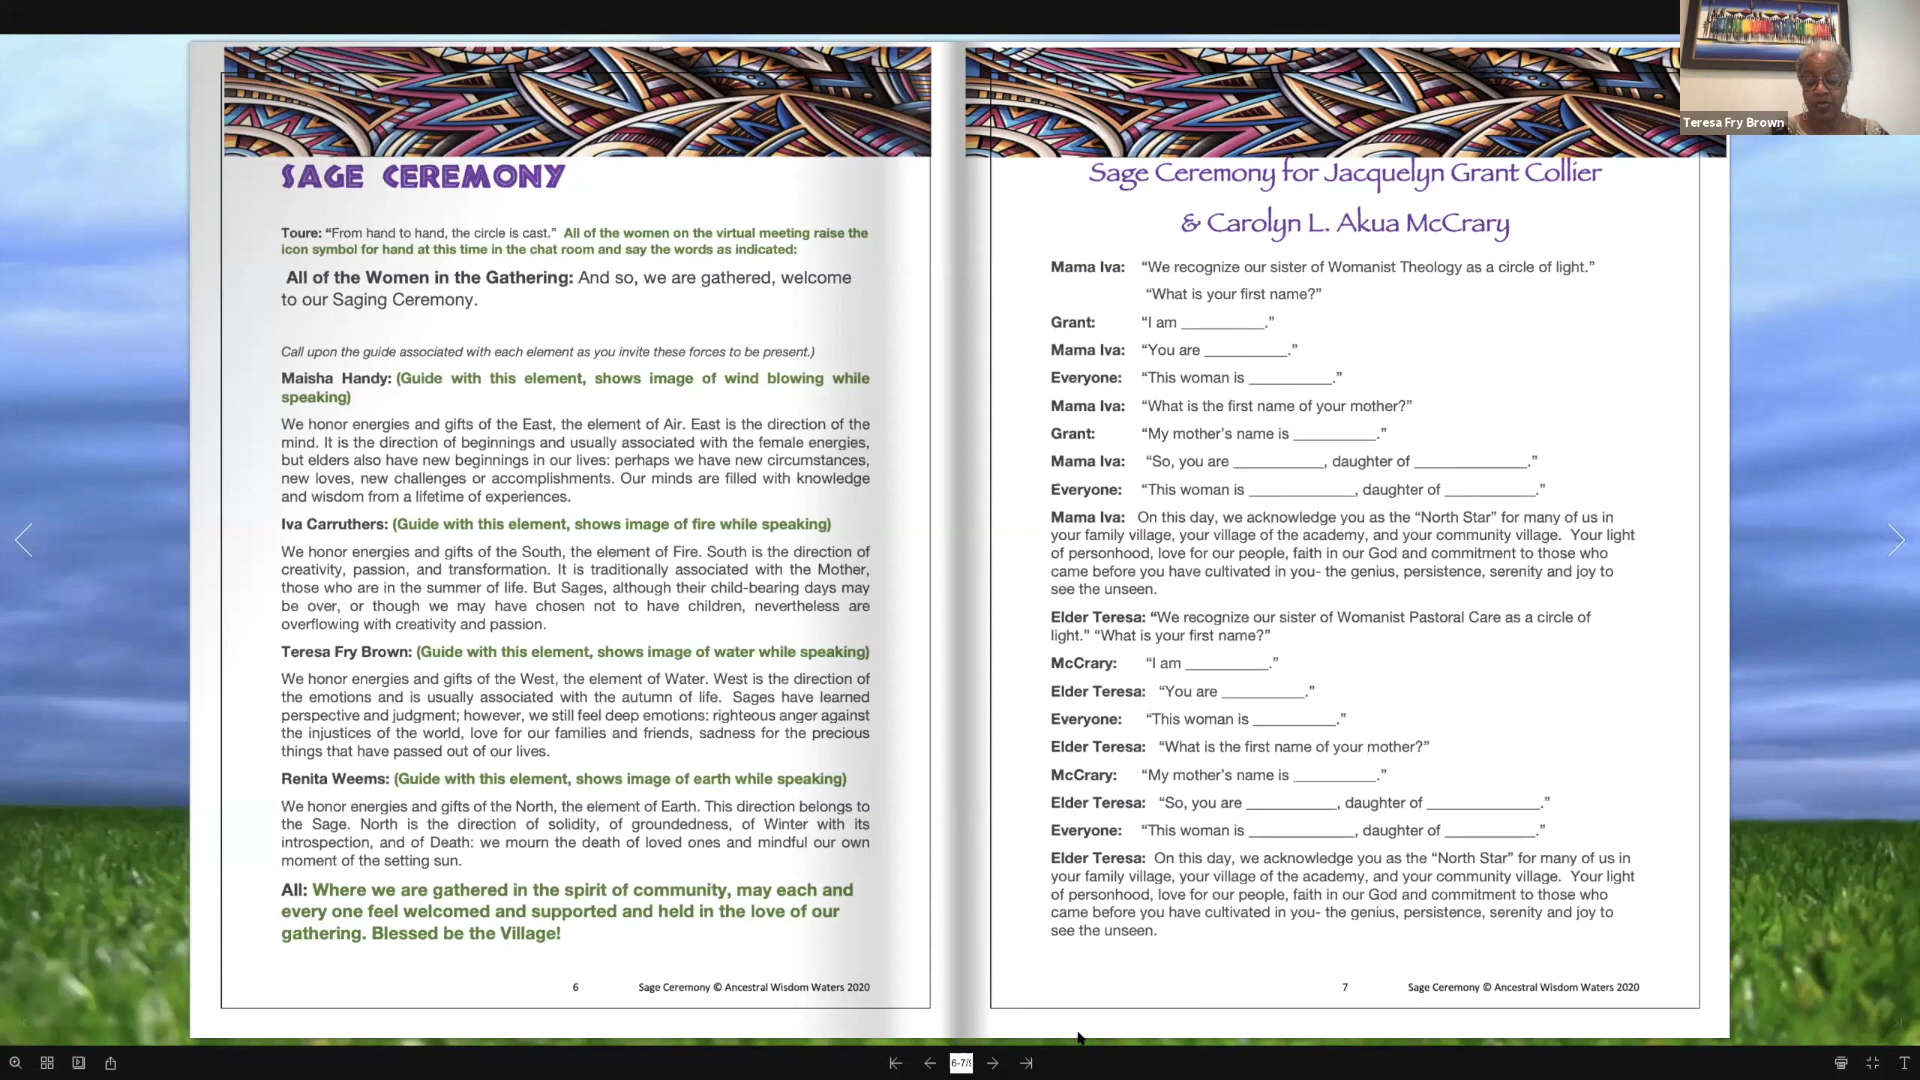 Teresa Fry Brown
SAGE CEREMONY
Toure: “From hand to hand, the circle is cast.” All of the women on the virtual meeting raise the
icon symbol for hand at this time in the chat room and say the words as indicated:
All of the Women in the Gathering: And so, we are gathered, welcome
to our Saging Ceremony.
Call upon the guide associated with each element as you invite these forces to be present.)
Maisha Handy: (Guide with this element, shows image of wind blowing while
speaking)
We honor energies and gifts of the East, the element of Air. East is the direction of the
mind. It is the direction of beginnings and usually associated with the female energies,
but elders also have new beginnings in our lives: perhaps we have new circumstances,
new loves, new challenges or accomplishments. Our minds are filled with knowledge
and wisdom from a lifetime of experiences.
Iva Carruthers: (Guide with this element, shows image of fire while speaking)
We honor energies and gifts of the South, the element of Fire. South is the direction of
creativity, passion, and transformation. It is traditionally associated with the Mother,
those who are in the summer of life. But Sages, although their child-bearing days may
be over, or though we may have chosen not to have children, nevertheless are
overflowing with creativity and passion.
Teresa Fry Brown: (Guide with this element, shows image of water while speaking)
We honor energies and gifts of the West, the element of Water. West is the direction of
the emotions and is usually associated with the autumn of life. Sages have learned
perspective and judgment; however, we still feel deep emotions: righteous anger against
the injustices of the world, love for our families and friends, sadness for the precious
things that have passed out of our lives.
Renita Weems: (Guide with this element, shows image of earth while speaking)
We honor energies and gifts of the North, the element of Earth. This direction belongs to
the Sage. North is the direction of solidity, of groundedness, of Winter with its
introspection, and of Death: we mourn the death of loved ones and mindful our own
moment of the setting sun.
All: Where we are gathered in the spirit of community, may each and
every one feel welcomed and supported and held in the love of our
gathering. Blessed be the Village!
6 Sage Ceremony © Ancestral Wisdom Waters 2020
Sage Ceremony for Jacquelyn Grant Collier
& Carolyn L. Akua McCrary
Mama Iva: “We recognize our sister of Womanist Theology as a circle of light.”
“What is your first name?”
Grant: “I am __________.”
Mama Iva: “You are __________.”
Everyone: “This woman is __________.”
Mama Iva: “What is the first name of your mother?”
Grant: “My mother’s name is __________.”
Mama Iva: “So, you are ___________, daughter of ______________.”
Everyone: “This woman is _____________, daughter of ___________.”
Mama Iva: On this day, we acknowledge you as the “North Star” for many of us in
your family village, your village of the academy, and your community village. Your light
of personhood, love for our people, faith in our God and commitment to those who
came before you have cultivated in you- the genius, persistence, serenity and joy to
see the unseen.
Elder Teresa: “We recognize our sister of Womanist Pastoral Care as a circle of
light.” “What is your first name?”
McCrary: “I am __________.”
Elder Teresa: “You are __________.”
Everyone: “This woman is __________.”
Elder Teresa: “What is the first name of your mother?”
McCrary: “My mother’s name is __________.”
Elder Teresa: “So, you are ___________, daughter of ______________.”
Everyone: “This woman is _____________, daughter of ___________.”
Elder Teresa: On this day, we acknowledge you as the “North Star” for many of us in
your family village, your village of the academy, and your community village. Your light
of personhood, love for our people, faith in our God and commitment to those who
came before you have cultivated in you- the genius, persistence, serenity and joy to
see the unseen.
7 Sage Ceremony © Ancestral Wisdom Waters 2020
6-7/